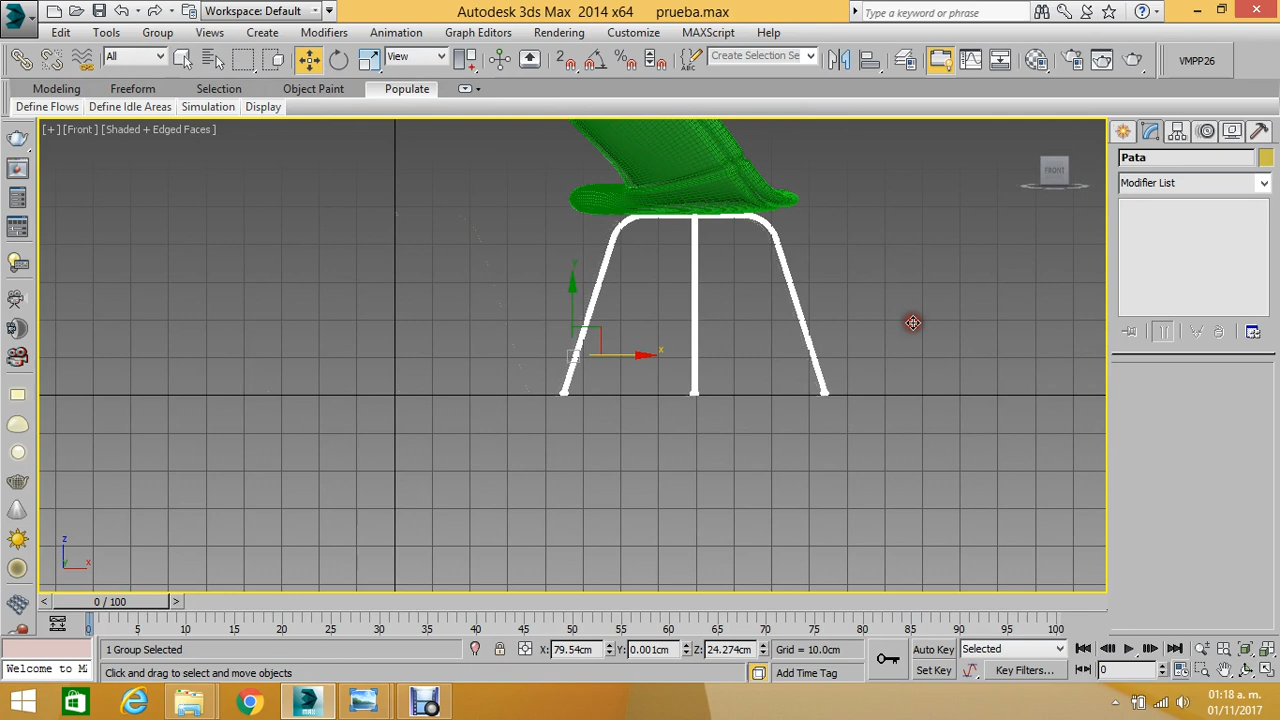 Workspace: Default
Autodesk 3ds Max 2014 x64 prueba.max
Type a keyword or phrase
MAX
Edit Tools Group Views Create Modifiers Animation Graph Editors Rendering Customize MAXScript Help
All
View
Create Selection Se
VMPP26
Modeling Freeform Selection Object Paint Populate
Define Flows Define Idle Areas Simulation Display
[+] [Front] [Shaded + Edged Faces]
FRONT
Pata
Modifier List
y
x
z
y
x
< 0 / 100 >
0 5 10 15 20 25 30 35 40 45 50 55 60 65 70 75 80 85 90 95 100
1 Group Selected
X: 79.54cm Y: 0.001cm Z: 24.274cm
Grid = 10.0cm
Auto Key
Selected
Welcome to M
Click and drag to select and move objects
Add Time Tag
Set Key
Key Filters...
0
01:18 a. m.
01/11/2017